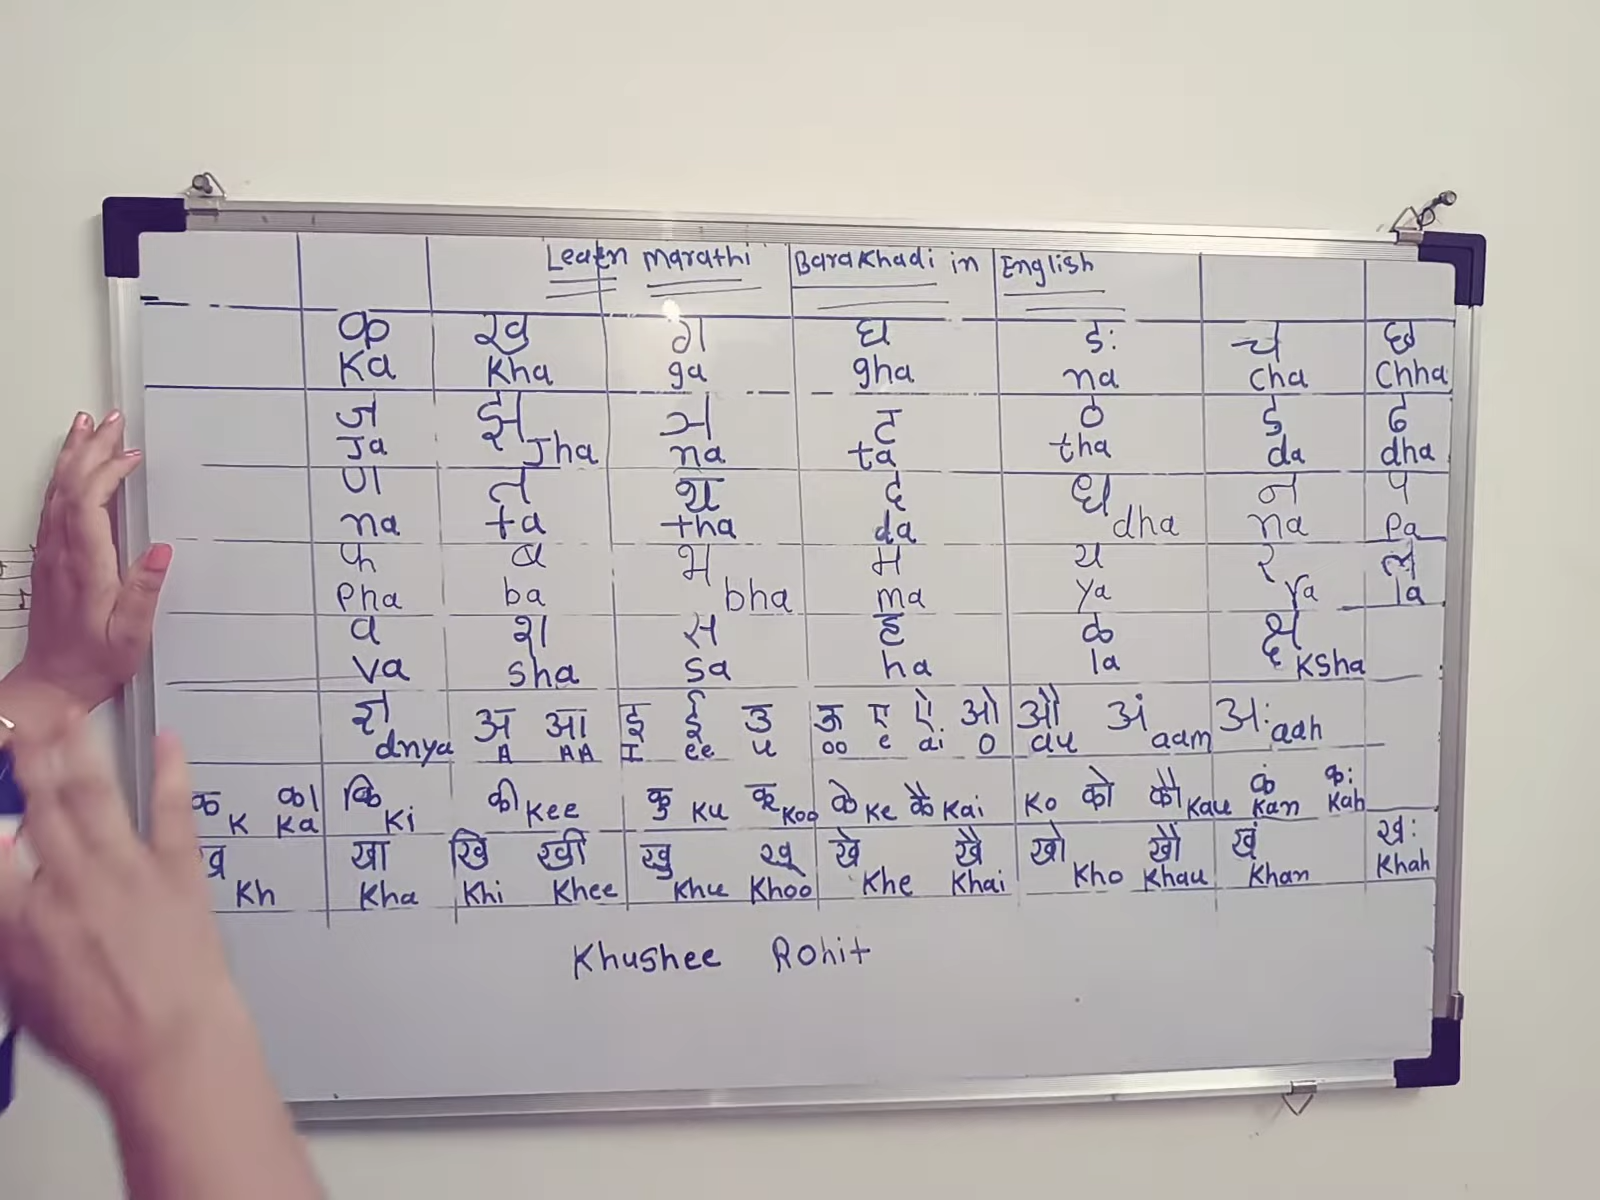 Learn Marathi Barakhadi in English
क ख ग घ ड: च छ
Ka Kha ga gha na cha Chha
ज झ ञ ट ठ ड ढ
Ja Jha na ta tha da dha
ण त थ द ध न प
na ta tha da dha na Pa
फ ब भ म य र ल
Pha ba bha ma ya ra la
व श स ह ळ क्ष
va sha sa ha la Ksha
ज्ञ अ आ इ ई उ ऊ ए ऐ ओ औ अं अ:
dnya A AA I ee u oo e ai o au aam aah
क का कि की कु कू के कै को कौ कं क:
K Ka Ki Kee Ku Koo Ke Kai Ko Kau Kan Kah
ख खा खि खी खु खू खे खै खो खौ खं ख:
Kh Kha Khi Khee Khu Khoo Khe Khai Kho Khau Khan Khah
Khushee Rohit